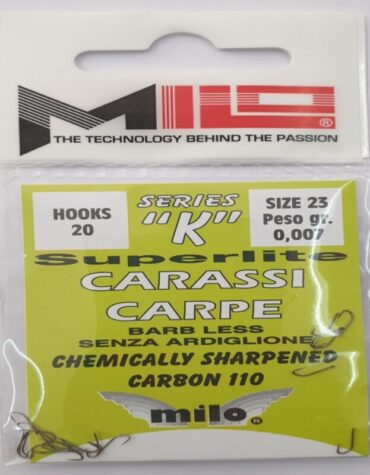 MILO®
THE TECHNOLOGY BEHIND THE PASSION
HOOKS
20
SERIES
"K"
SIZE 23
Peso gr.
0,007
Superlite
CARASSI
CARPE
BARB LESS
SENZA ARDIGLIONE
CHEMICALLY SHARPENED
CARBON 110
milo®